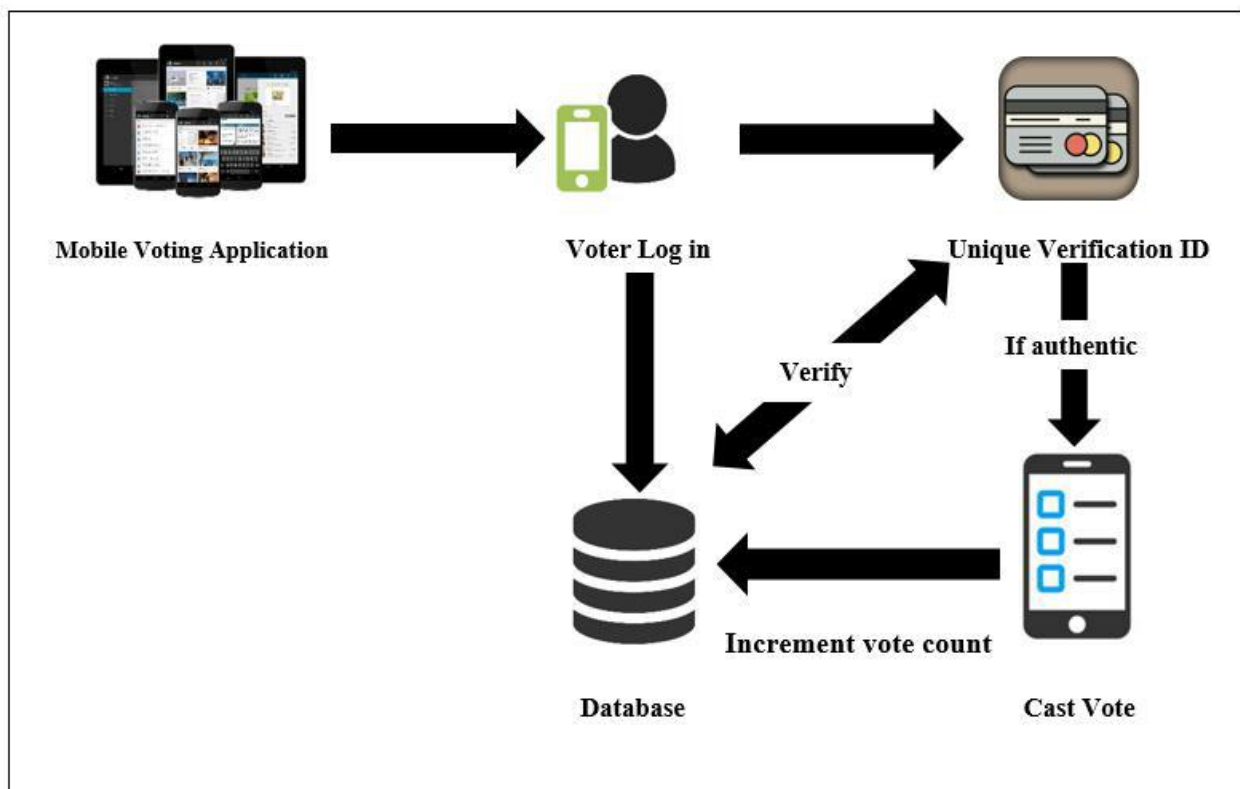 Mobile Voting Application
Voter Log in
Unique Verification ID
If authentic
Verify
Increment vote count
Database
Cast Vote